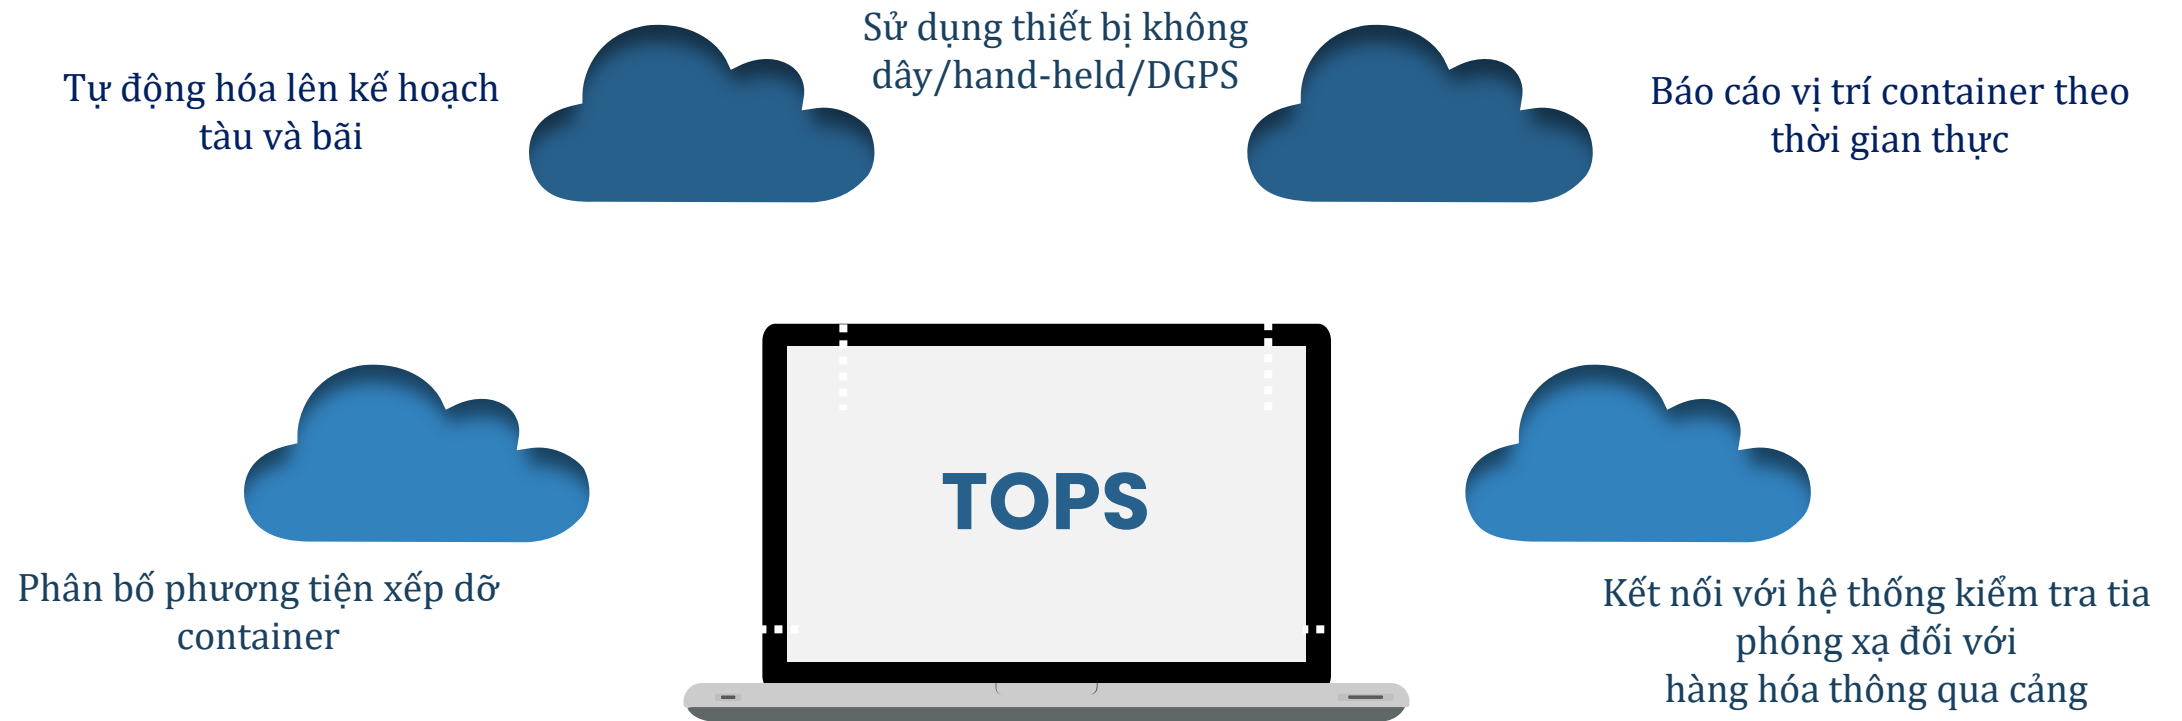 Sử dụng thiết bị không
dây/hand-held/DGPS
Tự động hóa lên kế hoạch
tàu và bãi
Báo cáo vị trí container theo
thời gian thực
TOPS
Phân bố phương tiện xếp dỡ
container
Kết nối với hệ thống kiểm tra tia
phóng xạ đối với
hàng hóa thông qua cảng